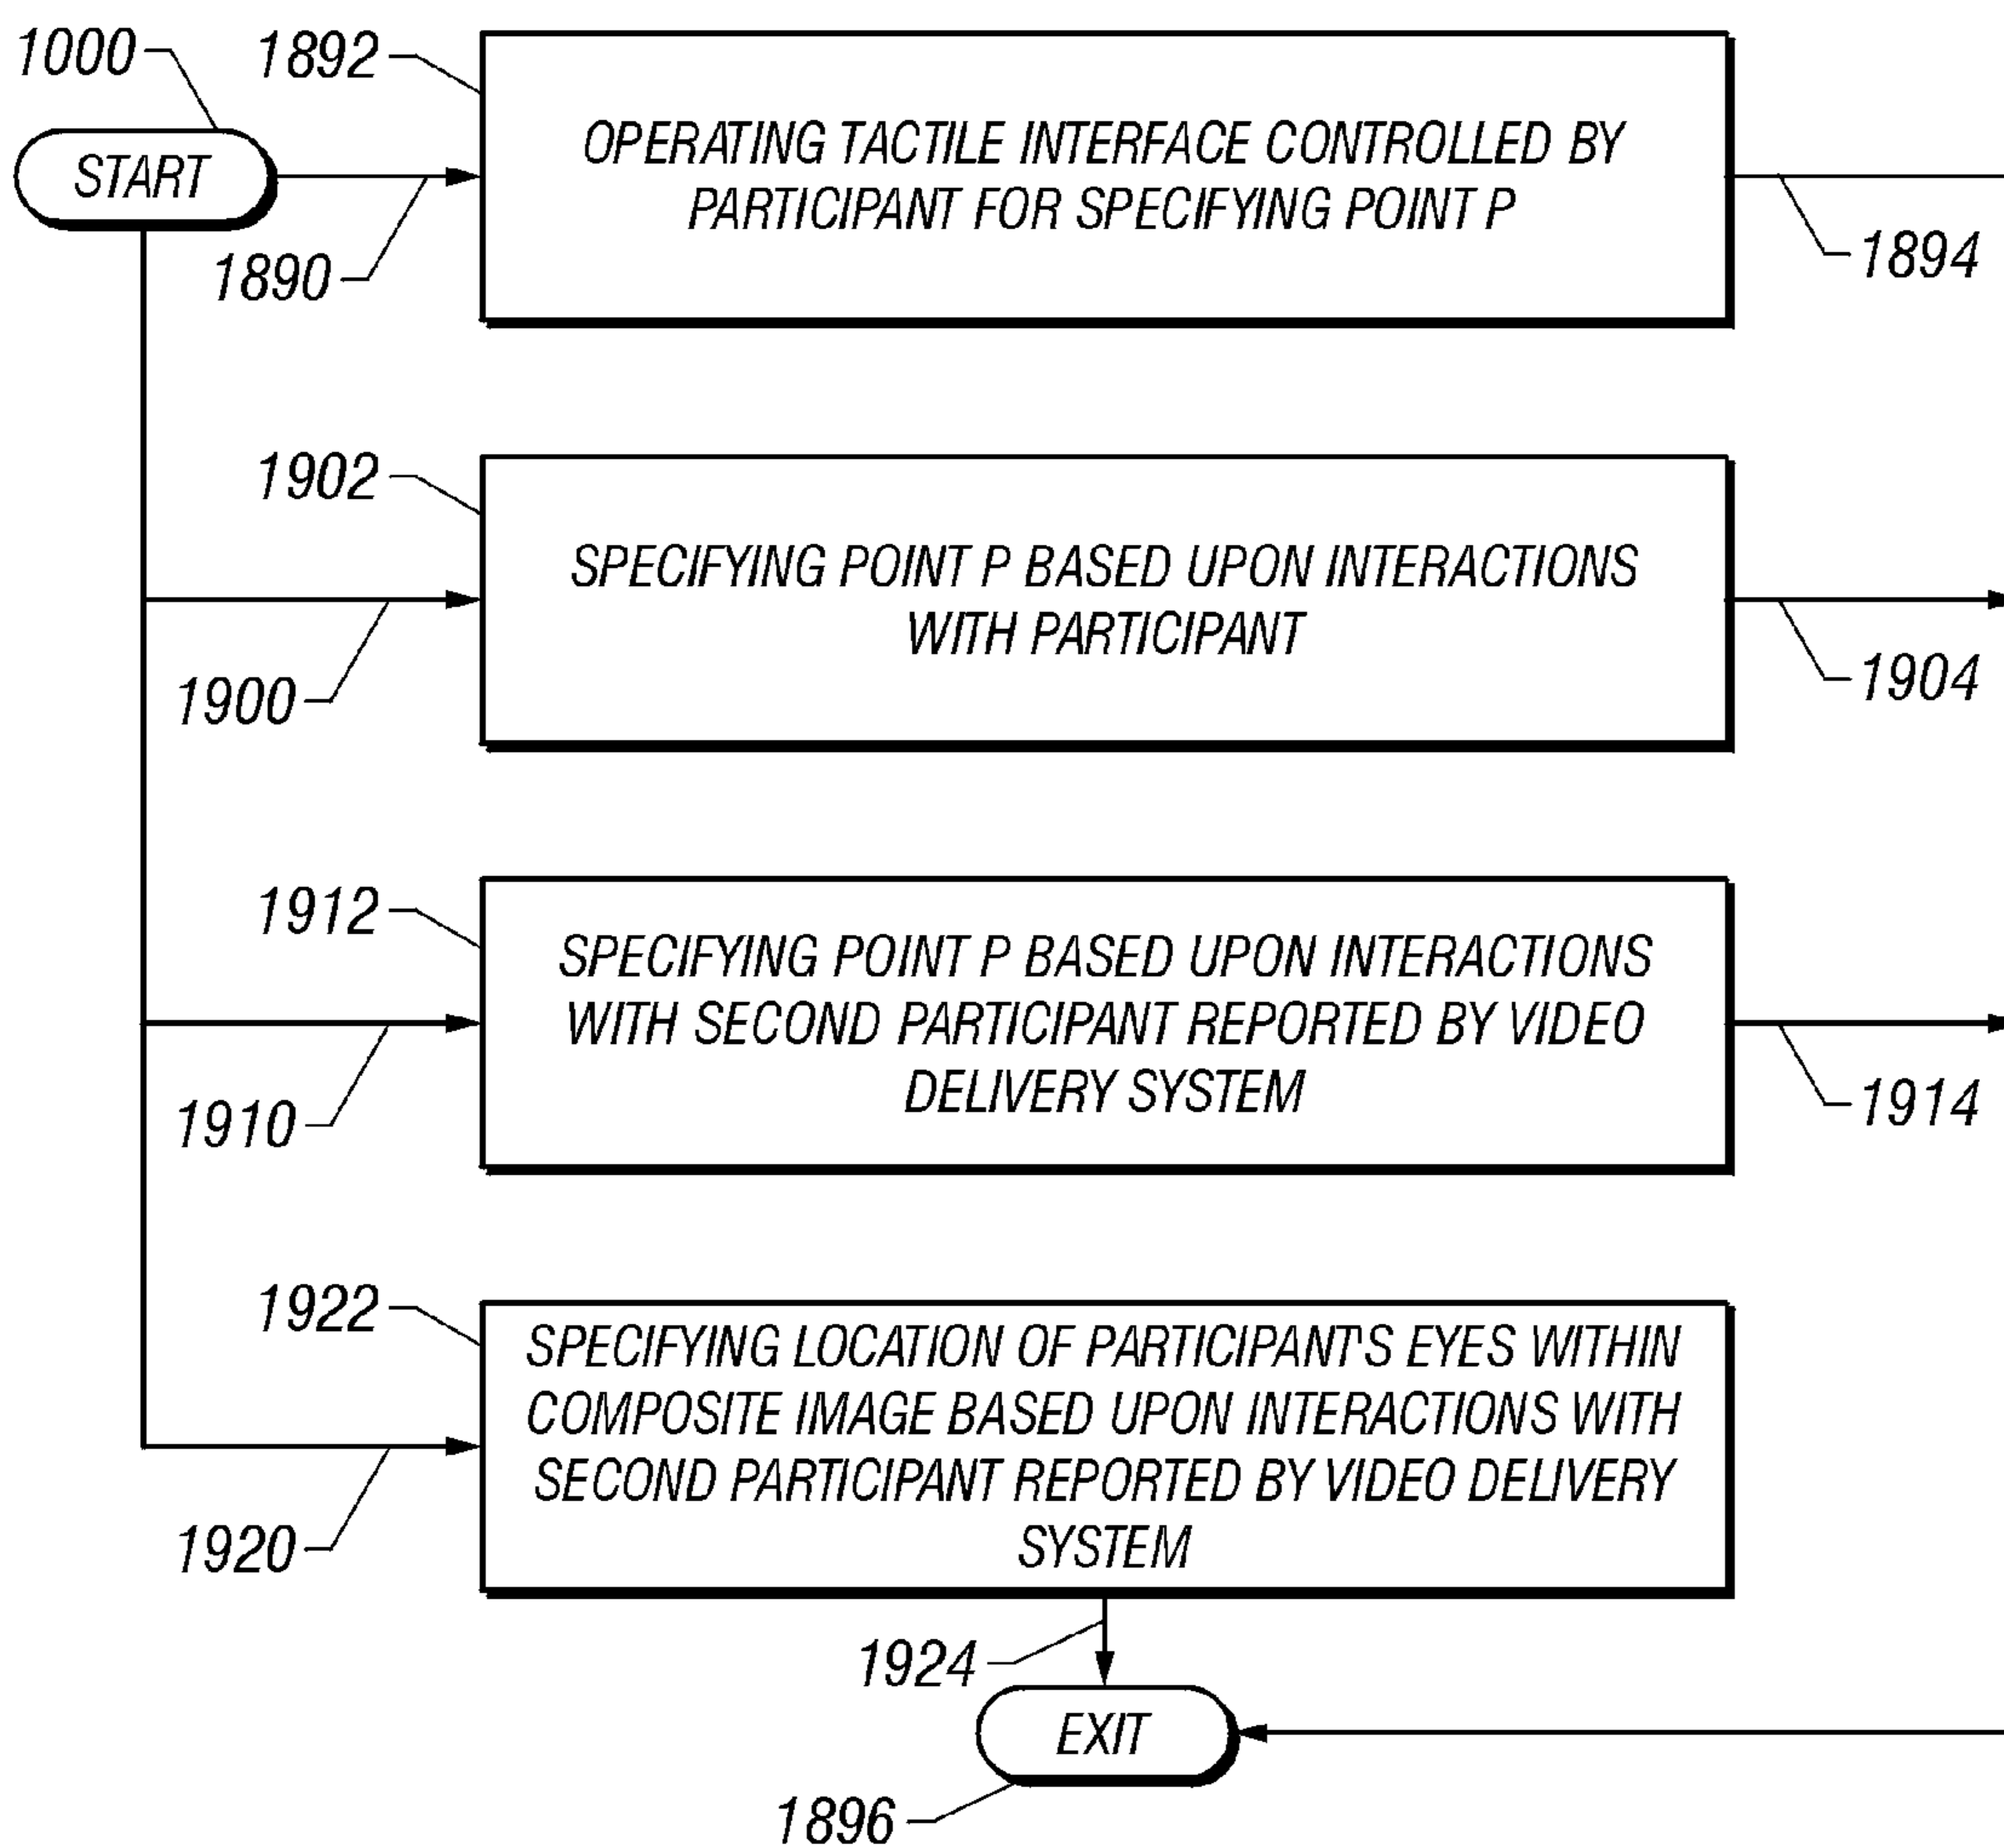 1000
START
1890
1892
OPERATING TACTILE INTERFACE CONTROLLED BY
PARTICIPANT FOR SPECIFYING POINT P
1894
1902
SPECIFYING POINT P BASED UPON INTERACTIONS
WITH PARTICIPANT
1900
1904
1912
SPECIFYING POINT P BASED UPON INTERACTIONS
WITH SECOND PARTICIPANT REPORTED BY VIDEO
DELIVERY SYSTEM
1910
1914
1922
SPECIFYING LOCATION OF PARTICIPANT'S EYES WITHIN
COMPOSITE IMAGE BASED UPON INTERACTIONS WITH
SECOND PARTICIPANT REPORTED BY VIDEO DELIVERY
SYSTEM
1920
1924
EXIT
1896